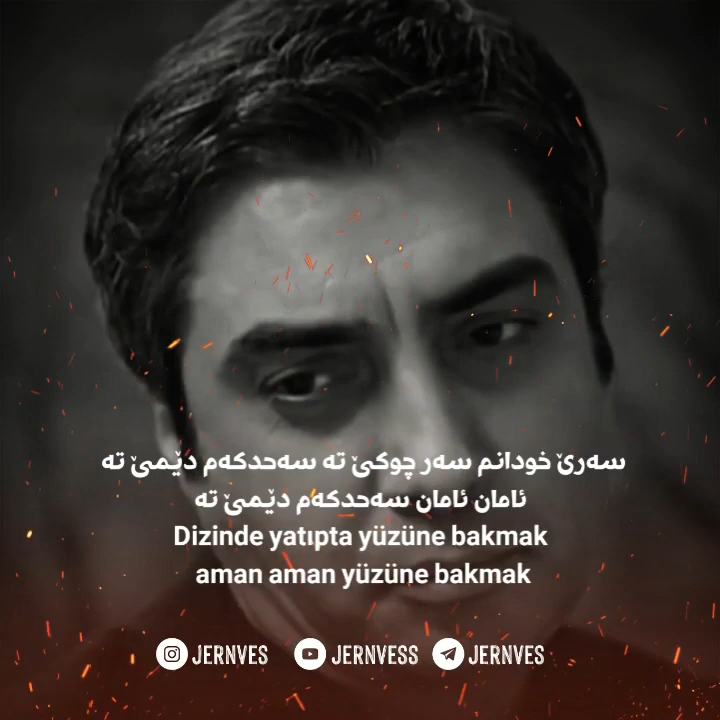 سەرێ خودانم سەر چوکێ تە سەحدکەم دێمێ تە
ئامان ئامان سەحدکەم دێمێ تە
Dizinde yatıpta yüzüne bakmak
aman aman yüzüne bakmak
JERNVES JERNVESS JERNVES